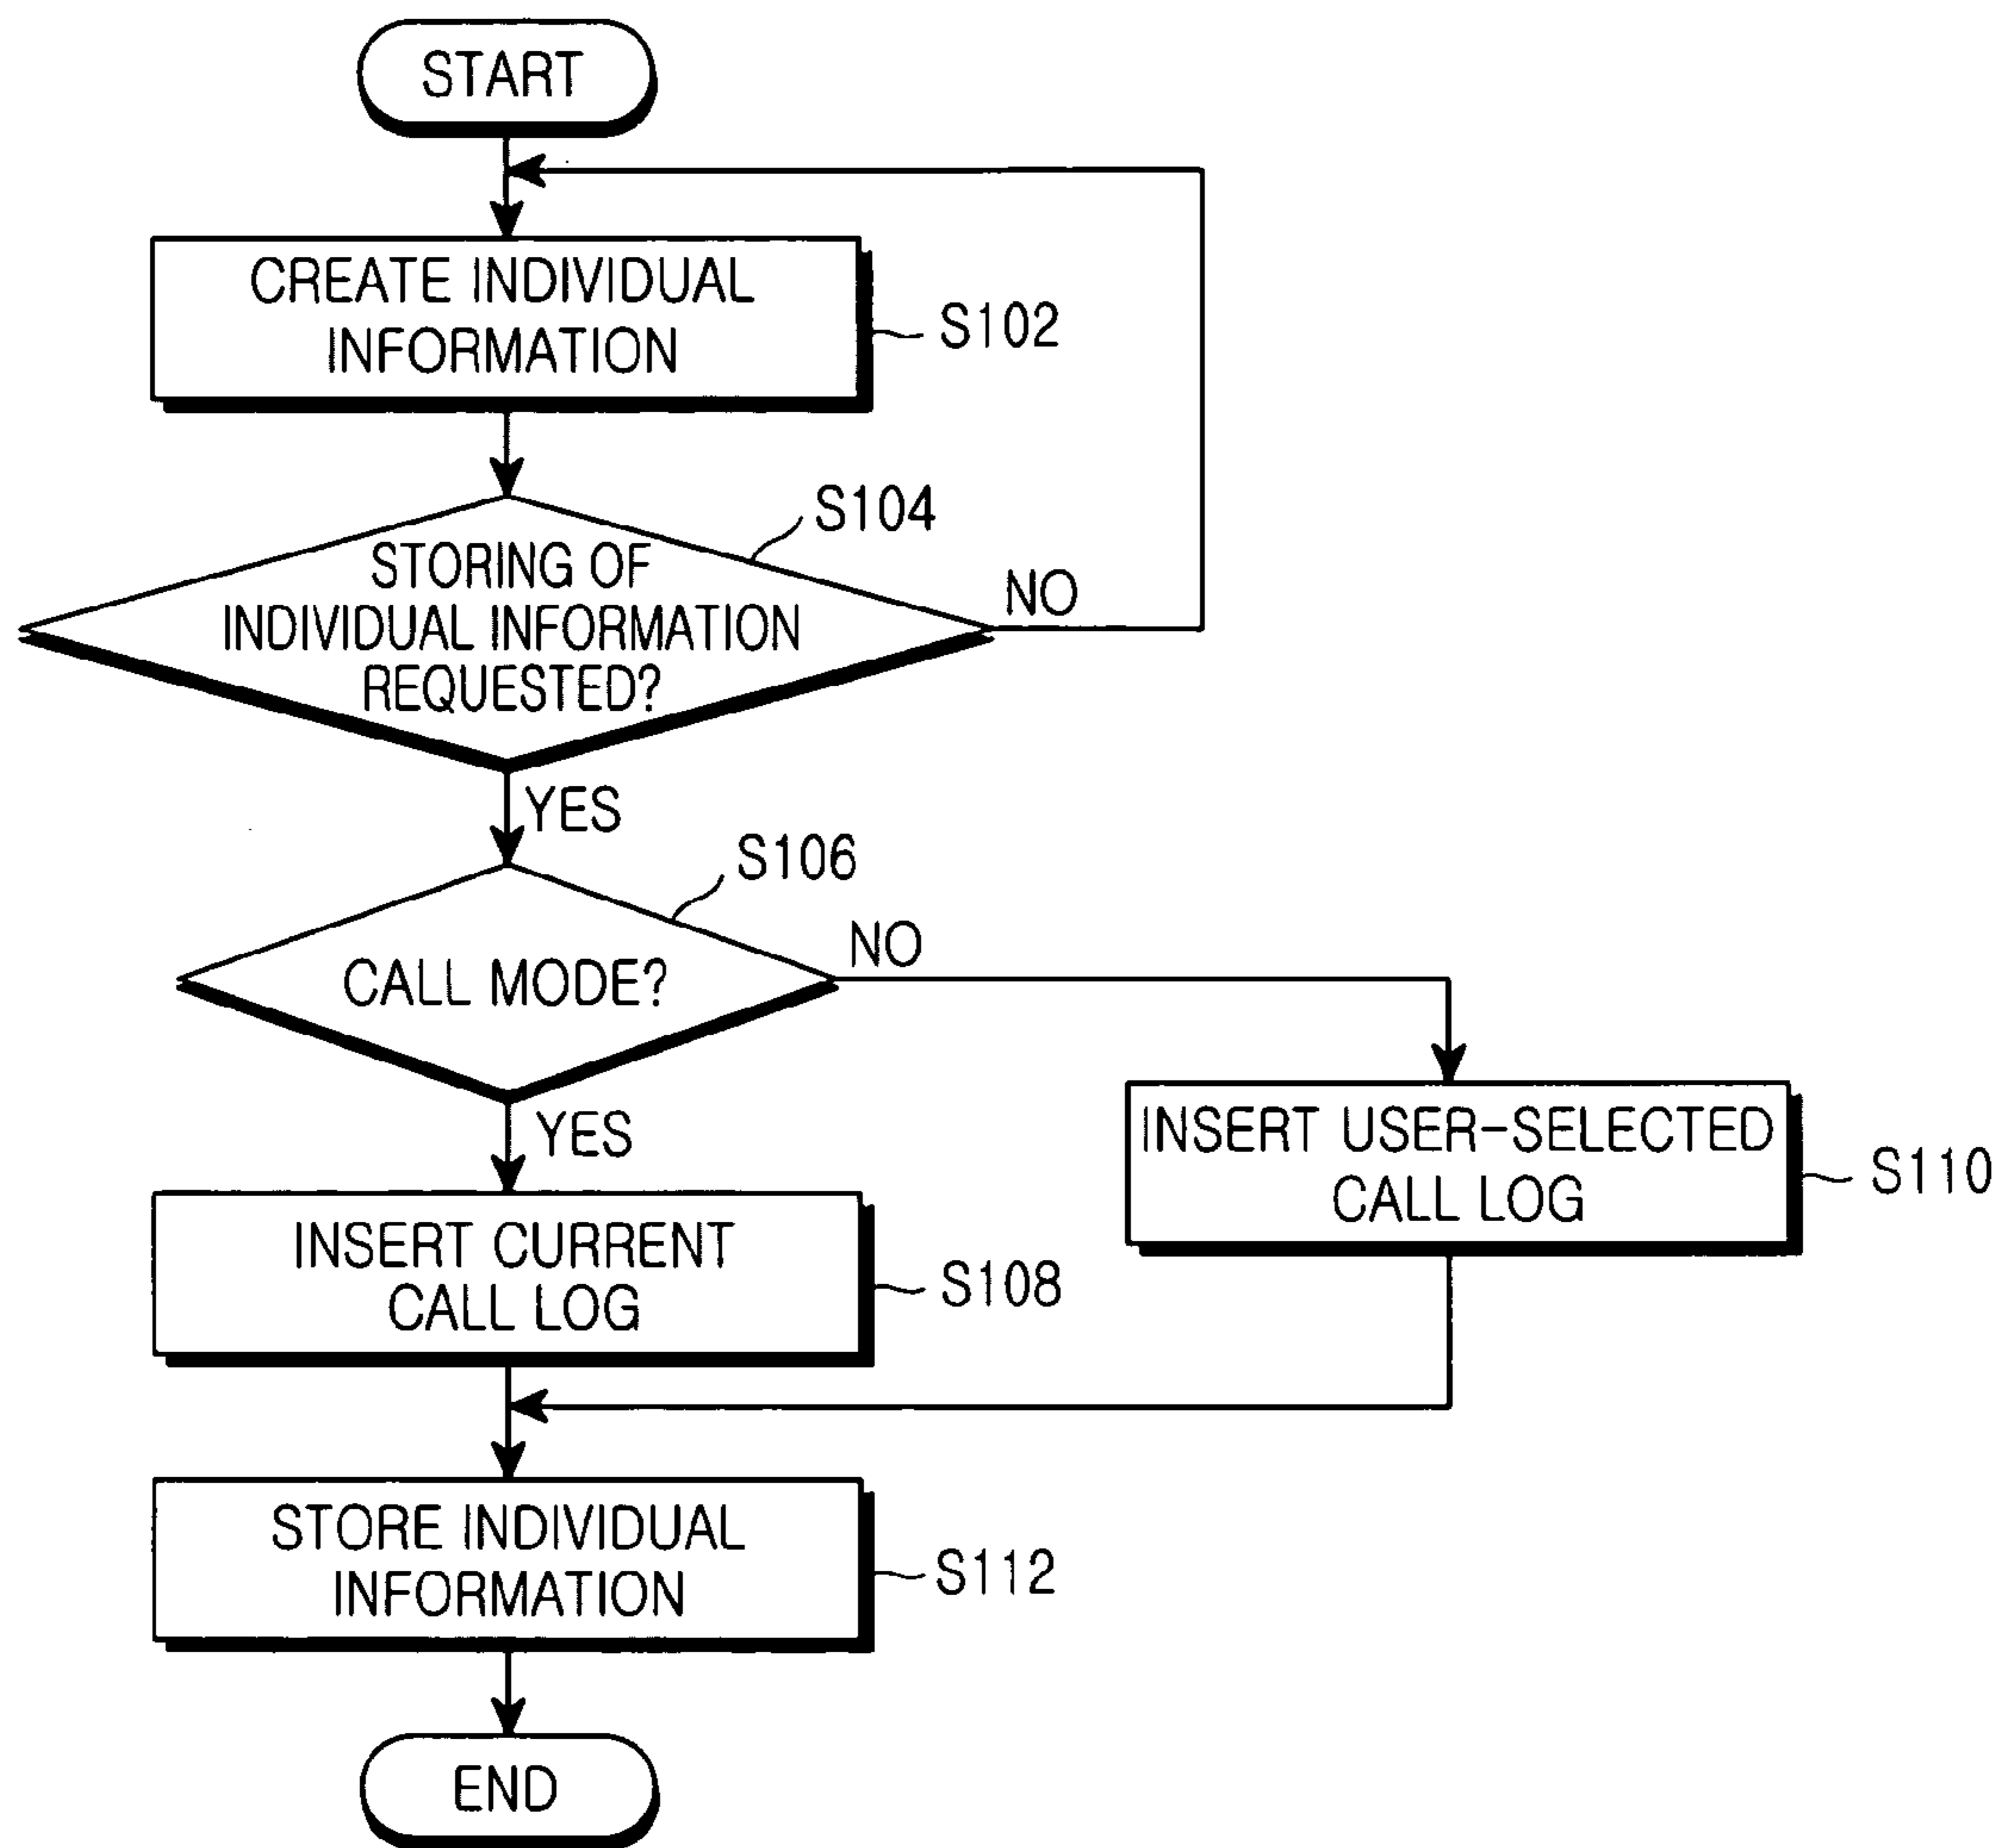 START
CREATE INDIVIDUAL
INFORMATION
S102
S104
STORING OF
INDIVIDUAL INFORMATION
REQUESTED?
NO
YES
S106
CALL MODE?
NO
YES
INSERT USER-SELECTED
CALL LOG
S110
INSERT CURRENT
CALL LOG
S108
STORE INDIVIDUAL
INFORMATION
S112
END